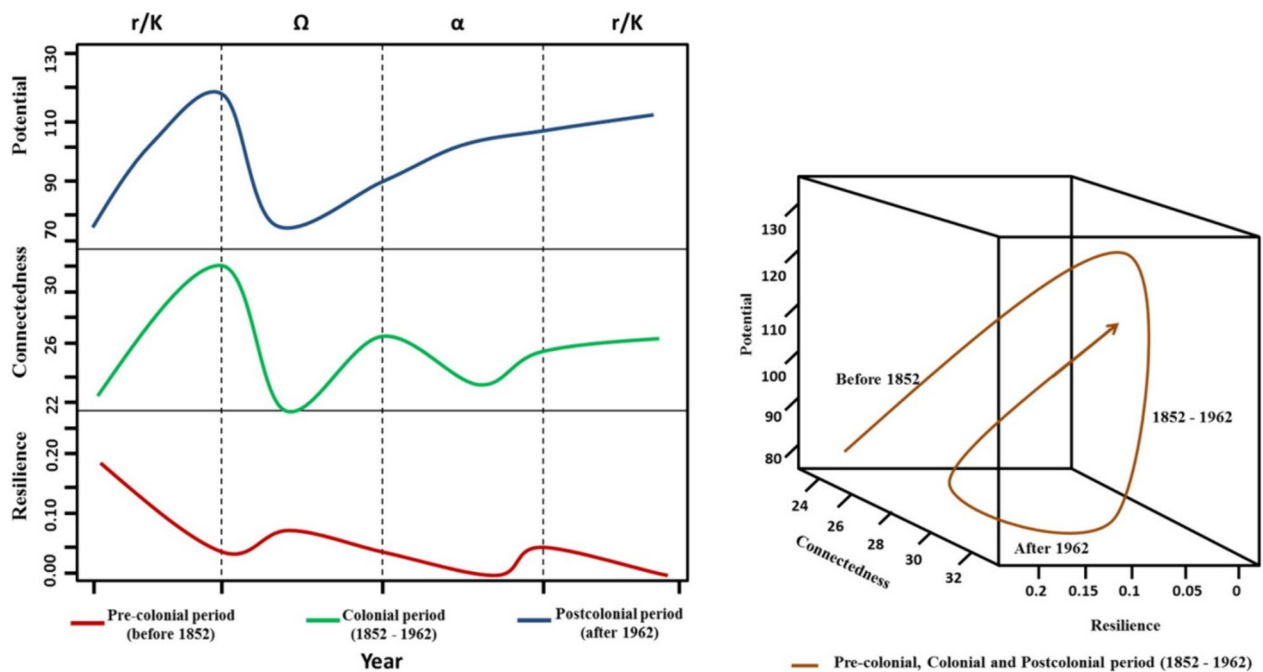 r/K Ω α r/K
Potential
130
110
90
70
Connectedness
30
26
22
Resilience
0.20
0.10
0.00
Pre-colonial period
(before 1852)
Colonial period
(1852 - 1962)
Postcolonial period
(after 1962)
Year
Potential
130
120
110
100
90
80
Before 1852
1852 - 1962
After 1962
24
26
28
30
32
Connectedness
0.2 0.15 0.1 0.05 0
Resilience
Pre-colonial, Colonial and Postcolonial period (1852 - 1962)